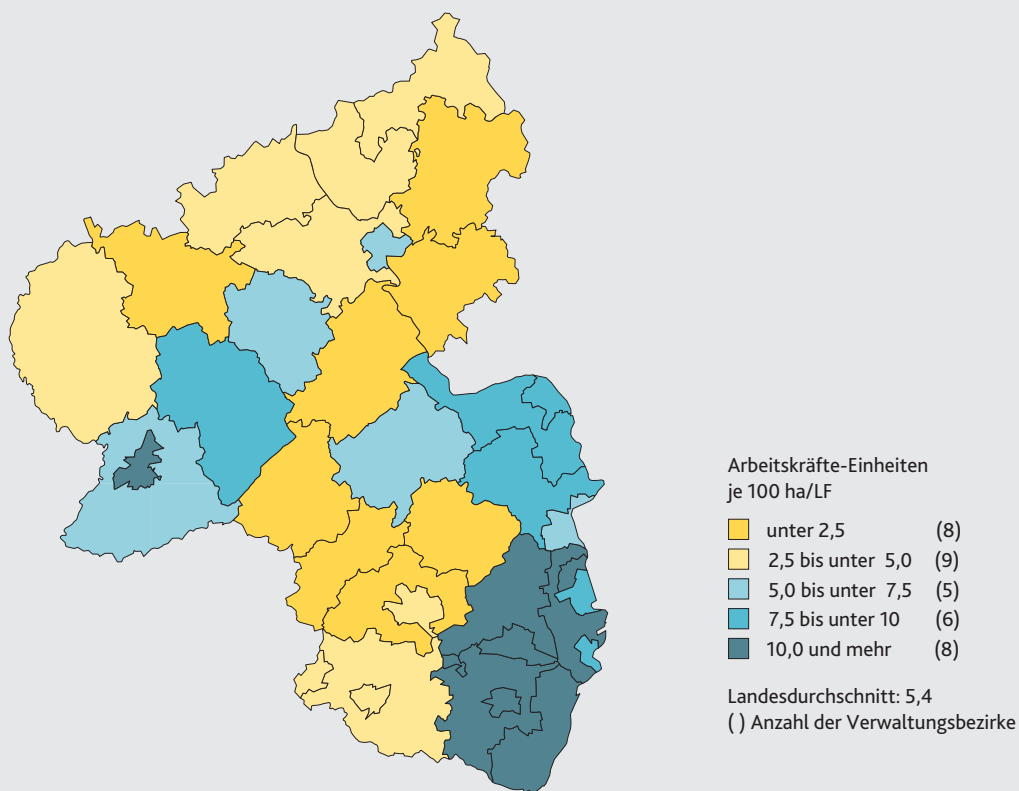 Arbeitskräfte-Einheiten
je 100 ha/LF
unter 2,5 (8)
2,5 bis unter 5,0 (9)
5,0 bis unter 7,5 (5)
7,5 bis unter 10 (6)
10,0 und mehr (8)
Landesdurchschnitt: 5,4
( ) Anzahl der Verwaltungsbezirke